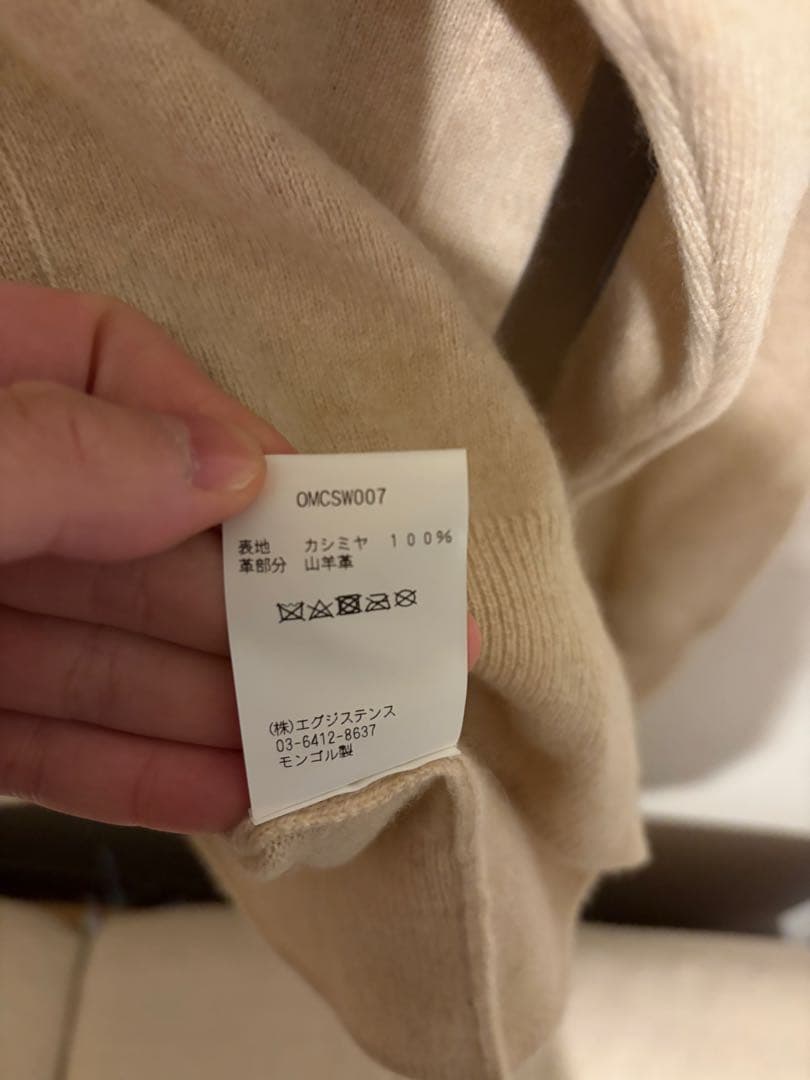 OMCSW007
表地 カシミヤ 100%
革部分 山羊革
(株)エグジステンス
03-6412-8637
モンゴル製